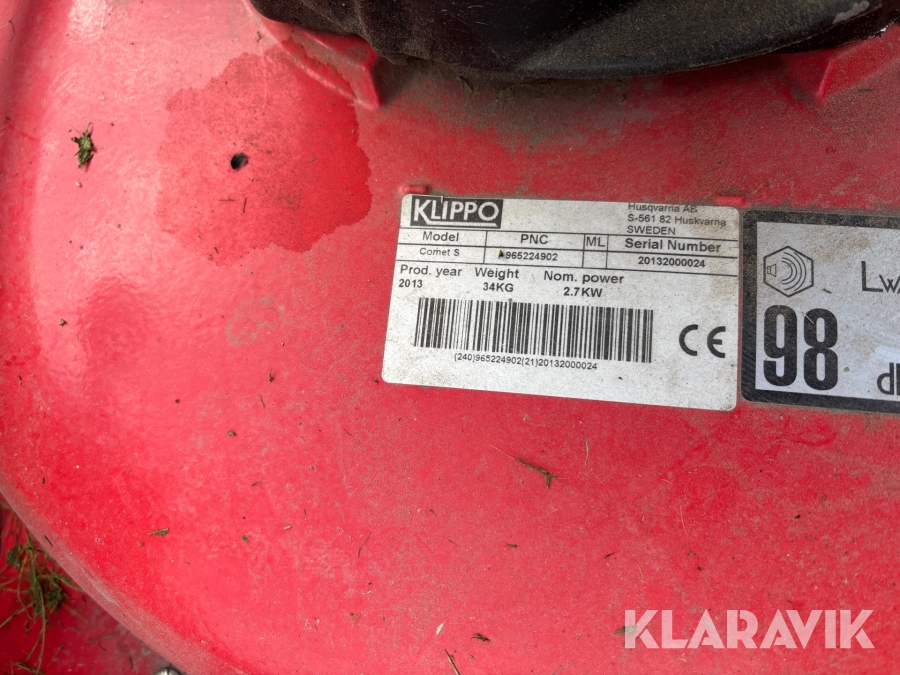 KLIPPO
Husqvarna AB
S-561 82 Huskvarna
SWEDEN
Model PNC ML Serial Number
Comet S 965224902 20132000024
Prod. year Weight Nom. power
2013 34KG 2.7KW
(240)965224902(21)20132000024
CE
LWA
98
KLARAVIK